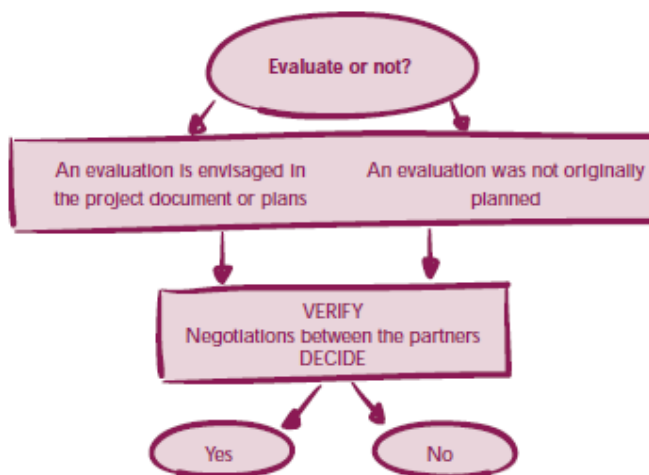 Evaluate or not?
An evaluation is envisaged in
the project document or plans
An evaluation was not originally
planned
VERIFY
Negotiations between the partners
DECIDE
Yes
No